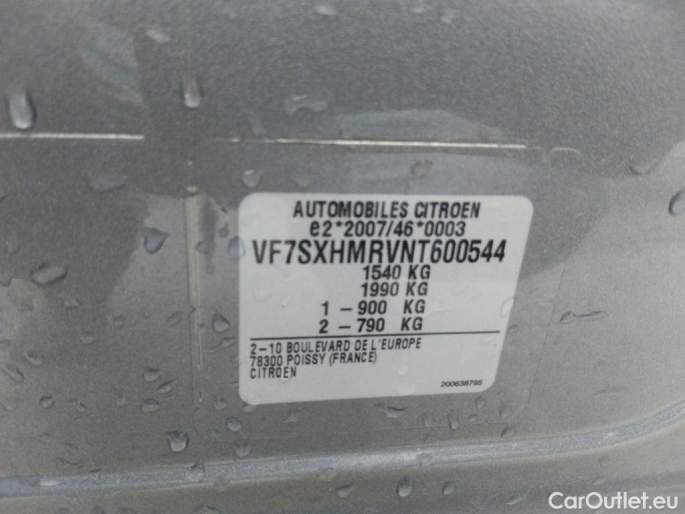 AUTOMOBILES CITROEN
e2*2007/46*0003
VF7SXHMRVNT600544
1540 KG
1990 KG
1 – 900 KG
2 – 790 KG
2–10 BOULEVARD DE L'EUROPE
78300 POISSY (FRANCE)
CITROEN
200638795
CarOutlet.eu